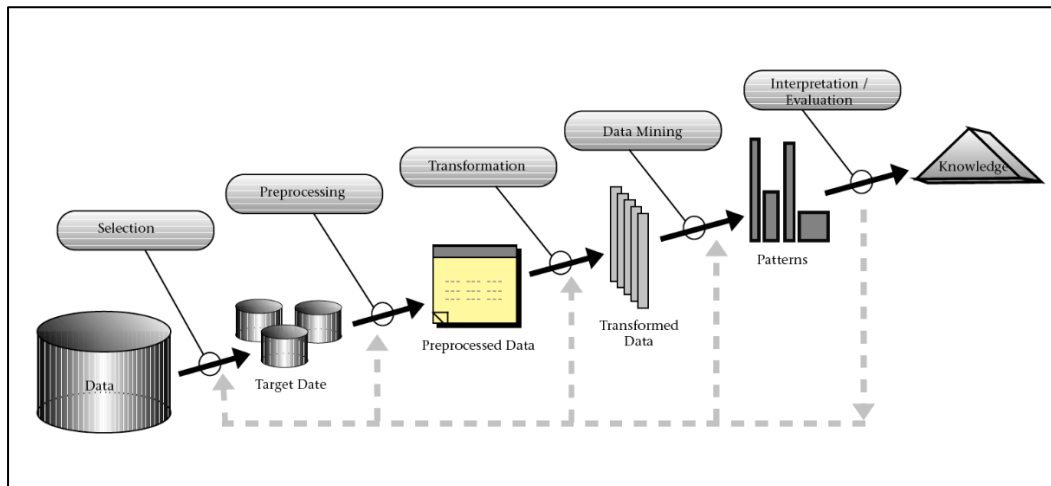 Interpretation /
Evaluation
Data Mining
Transformation
Preprocessing
Selection
Knowledge
Patterns
Transformed
Data
Preprocessed Data
Target Date
Data